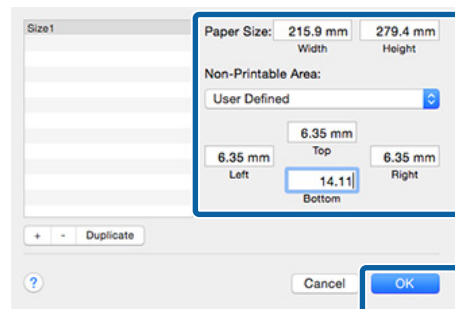 Size1
Paper Size: 215.9 mm 279.4 mm
Width Height
Non-Printable Area:
User Defined
6.35 mm
Top
6.35 mm 6.35 mm
Left Right
14.11
Bottom
+ - Duplicate
? Cancel OK